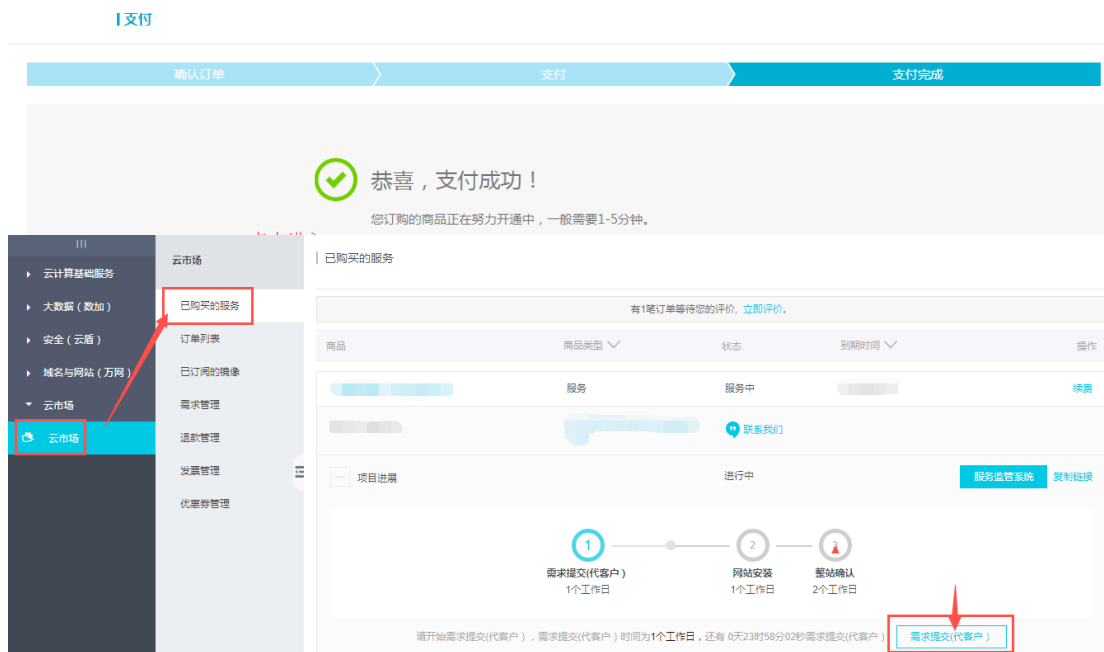 支付
确认订单 支付 支付完成
恭喜，支付成功！
您订购的商品正在努力开通中，一般需要1-5分钟。
云计算基础服务
大数据（数加）
安全（云盾）
域名与网站（万网）
云市场
云市场
云市场
已购买的服务
订单列表
已订阅的镜像
需求管理
退款管理
发票管理
优惠券管理
已购买的服务
有1笔订单等待您的评价, 立即评价。
商品 商品类型 状态 到期时间 操作
服务 服务中 续费
联系我们
项目进展 进行中 服务监管系统 复制链接
1 2 3
需求提交(代客户) 网站安装 整站确认
1个工作日 1个工作日 2个工作日
请开始需求提交(代客户)，需求提交(代客户)时间为1个工作日，还有 0天23时58分02秒需求提交(代客户) 需求提交(代客户)